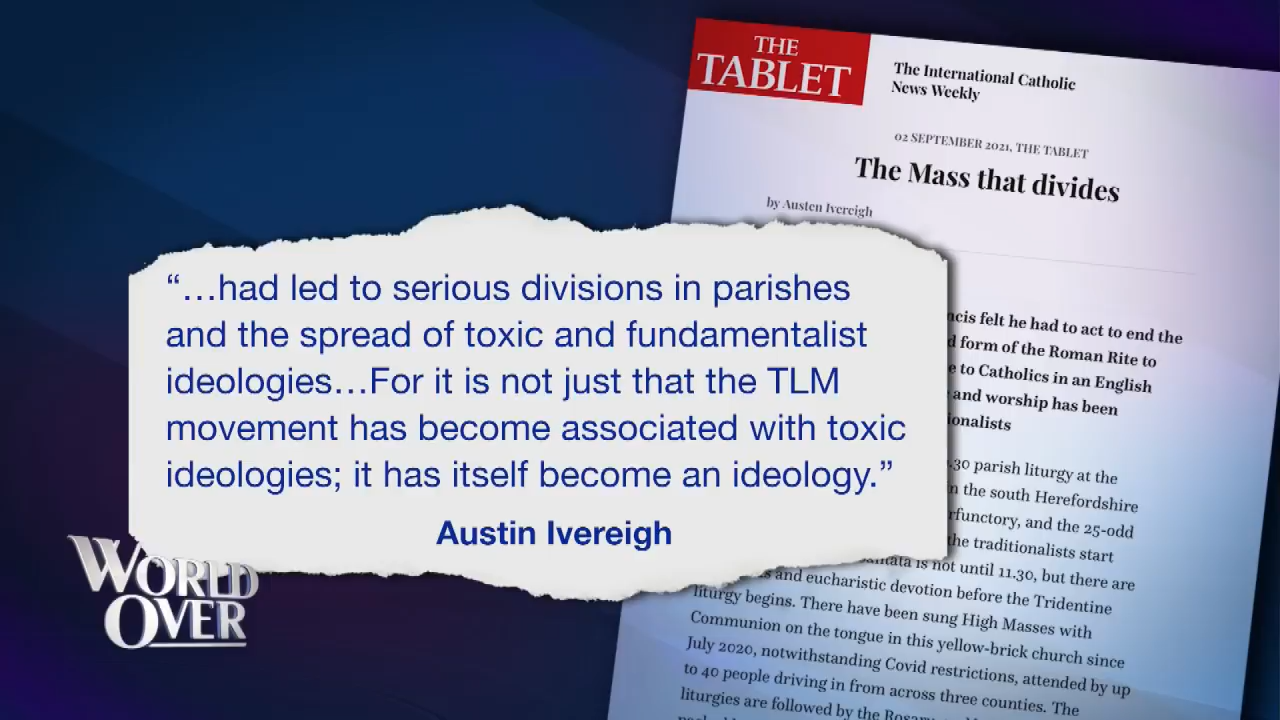 THE
TABLET
The International Catholic
News Weekly
02 SEPTEMBER 2021, THE TABLET
The Mass that divides
by Austen Ivereigh
“…had led to serious divisions in parishes
and the spread of toxic and fundamentalist
ideologies…For it is not just that the TLM
movement has become associated with toxic
ideologies; it has itself become an ideology.”
Austin Ivereigh
felt he had to act to end the
form of the Roman Rite to
to Catholics in an English
and worship has been
.30 parish liturgy at the
the south Herefordshire
and the 25-odd
the traditionalists start
is not until 11.30, but there are
and eucharistic devotion before the Tridentine
liturgy begins. There have been sung High Masses with
Communion on the tongue in this yellow-brick church since
July 2020, notwithstanding Covid restrictions, attended by up
to 40 people driving in from across three counties. The
liturgies are followed by the
WORLD
OVER